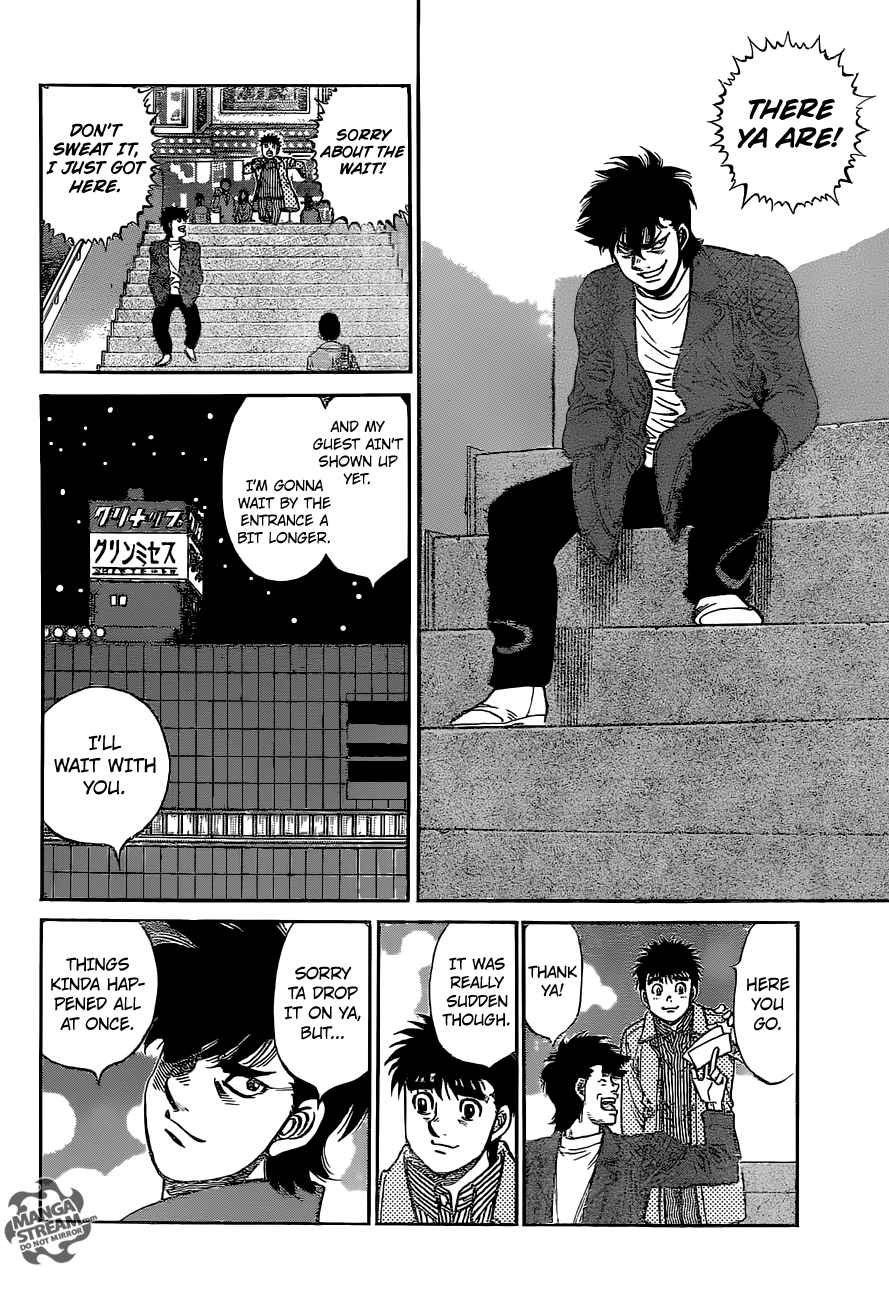 THERE
YA ARE!
SORRY
ABOUT THE
WAIT!
DON'T
SWEAT IT,
I JUST GOT
HERE.
AND MY
GUEST AIN'T
SHOWN UP
YET.
I'M GONNA
WAIT BY THE
ENTRANCE A
BIT LONGER.
グリンミセス
I'LL
WAIT WITH
YOU.
HERE
YOU
GO.
THANK
YA!
IT WAS
REALLY
SUDDEN
THOUGH.
SORRY
TA DROP
IT ON YA,
BUT...
THINGS
KINDA HAP-
PENED ALL
AT ONCE.
MANGA
STREAM.com
DO NOT MIRROR!